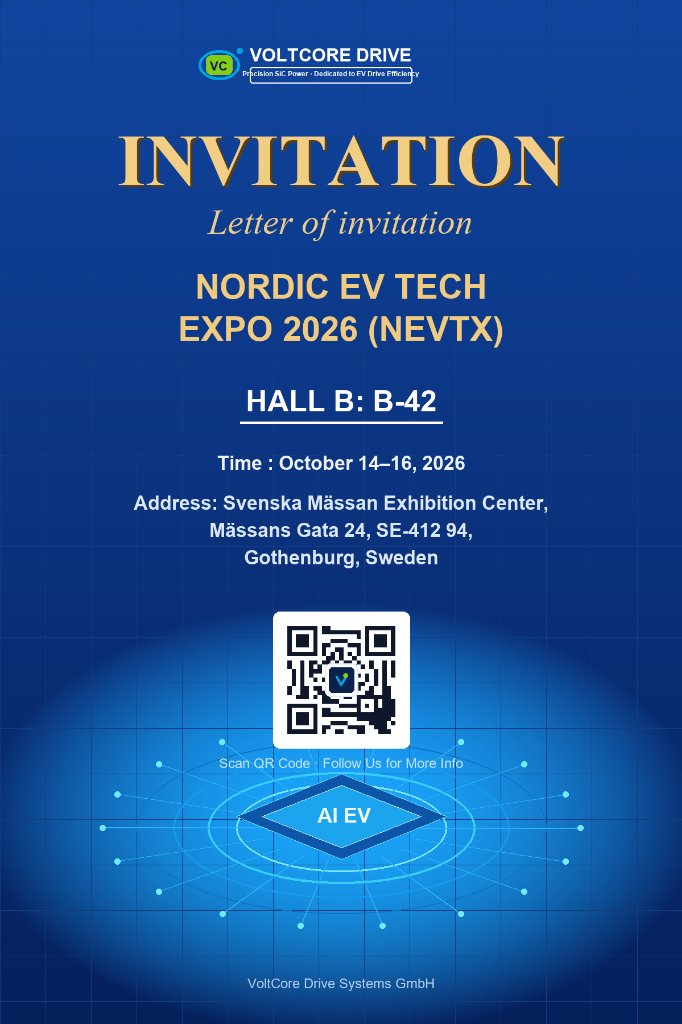 VC
VOLTCORE DRIVE
Precision SiC Power · Dedicated to EV Drive Efficiency
INVITATION
Letter of invitation
NORDIC EV TECH
EXPO 2026 (NEVTX)
HALL B: B-42
Time : October 14–16, 2026
Address: Svenska Mässan Exhibition Center,
Mässans Gata 24, SE-412 94,
Gothenburg, Sweden
V
Scan QR Code · Follow Us for More Info
AI EV
VoltCore Drive Systems GmbH